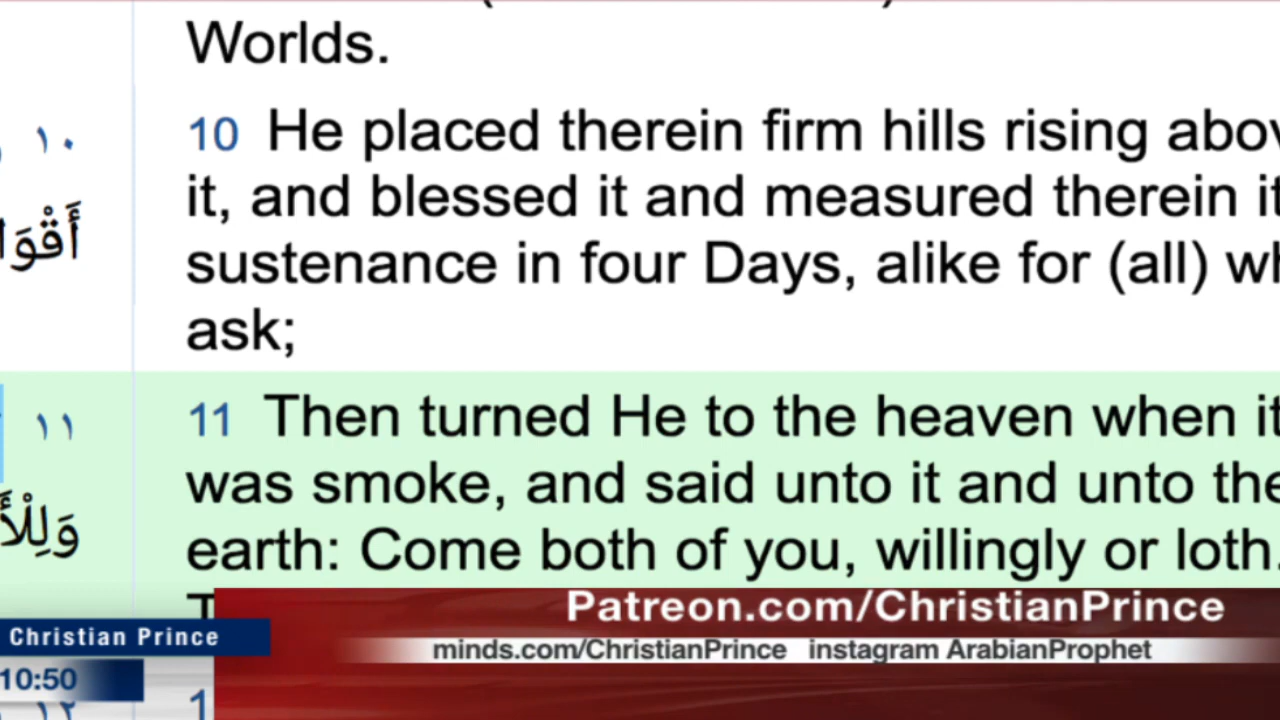 Worlds.
١٠
10 He placed therein firm hills rising
it, and blessed it and measured therein
sustenance in four Days, alike for (all)
ask;
١١
11 Then turned He to the heaven when it
was smoke, and said unto it and unto the
earth: Come both of you, willingly or loth.
Patreon.com/ChristianPrince
Christian Prince
minds.com/ChristianPrince instagram ArabianProphet
10:50
١٢